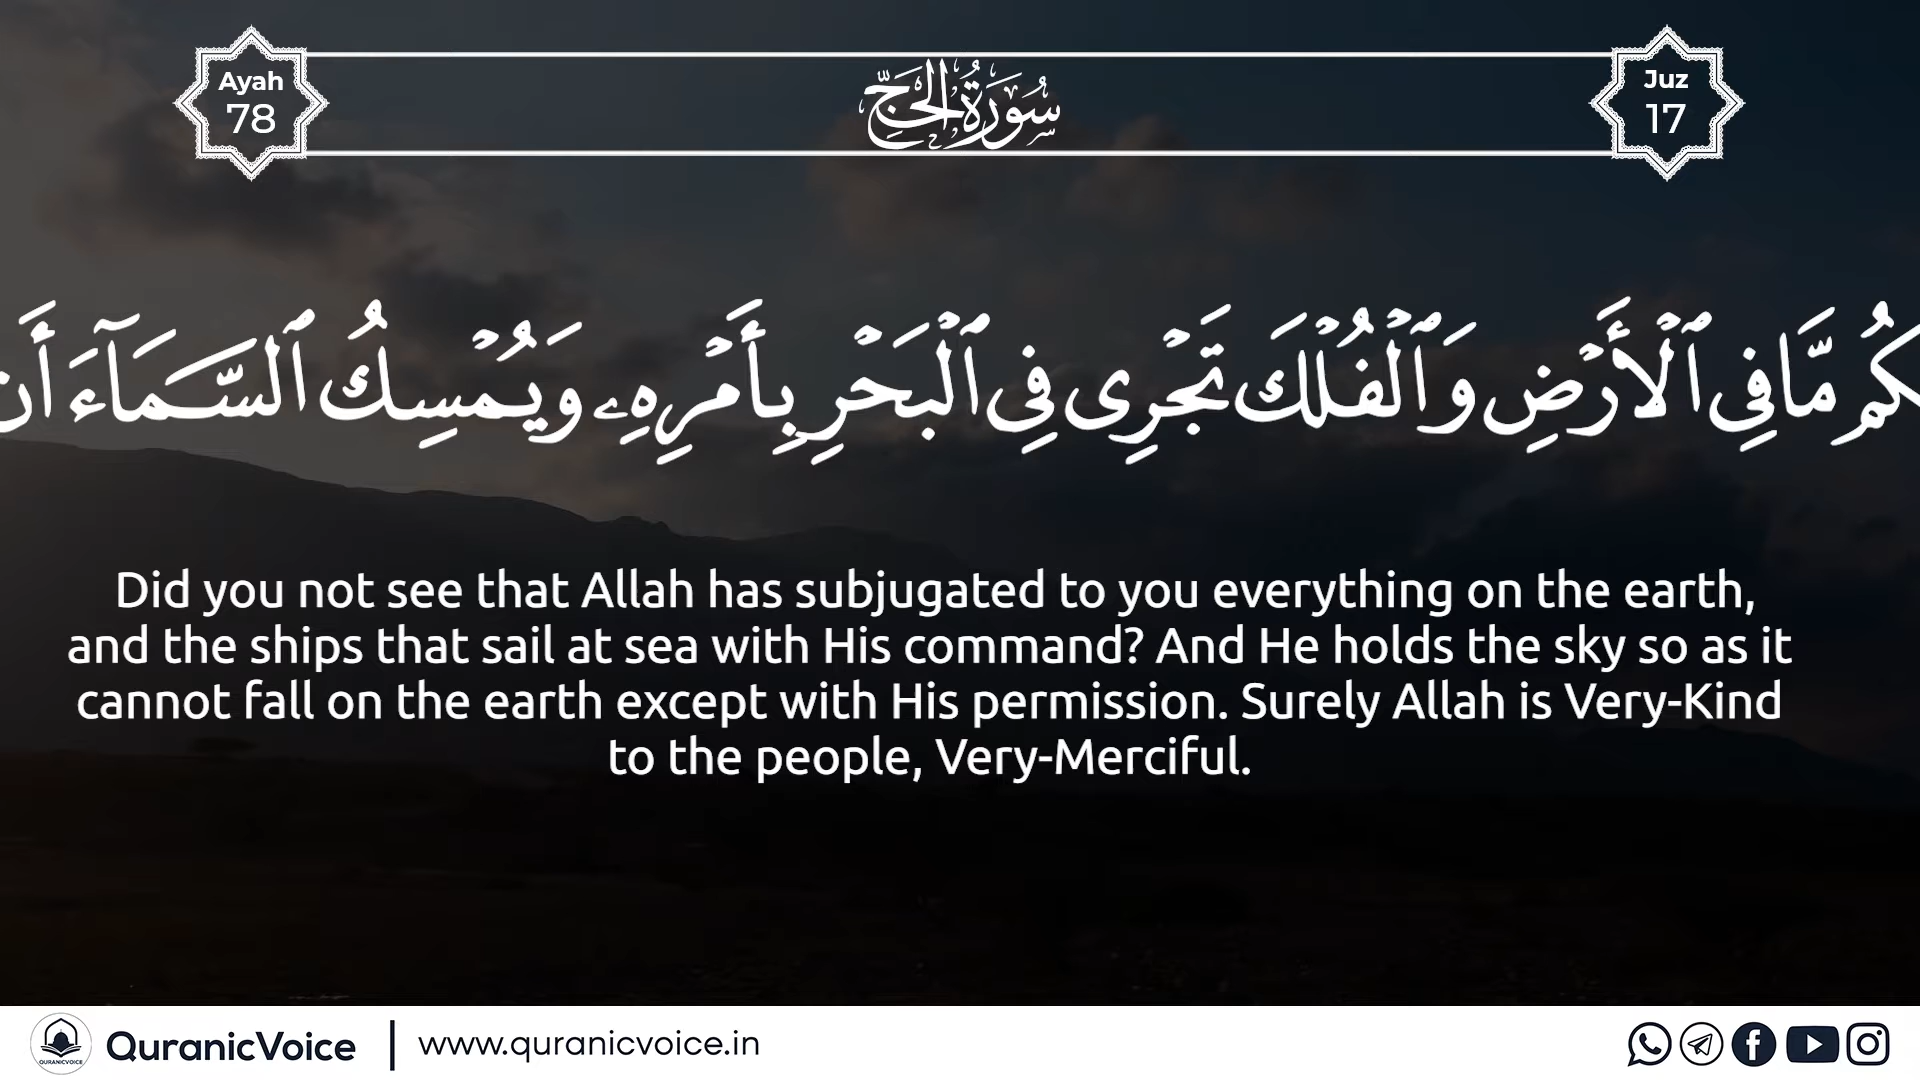 Ayah
78
سُورَةُ الحَجِّ
Juz
17
كُم مَّا فِى ٱلْأَرْضِ وَٱلْفُلْكَ تَجْرِى فِى ٱلْبَحْرِ بِأَمْرِهِۦ وَيُمْسِكُ ٱلسَّمَآءَ أَن
Did you not see that Allah has subjugated to you everything on the earth,
and the ships that sail at sea with His command? And He holds the sky so as it
cannot fall on the earth except with His permission. Surely Allah is Very-Kind
to the people, Very-Merciful.
QURANICVOICE
QuranicVoice | www.quranicvoice.in